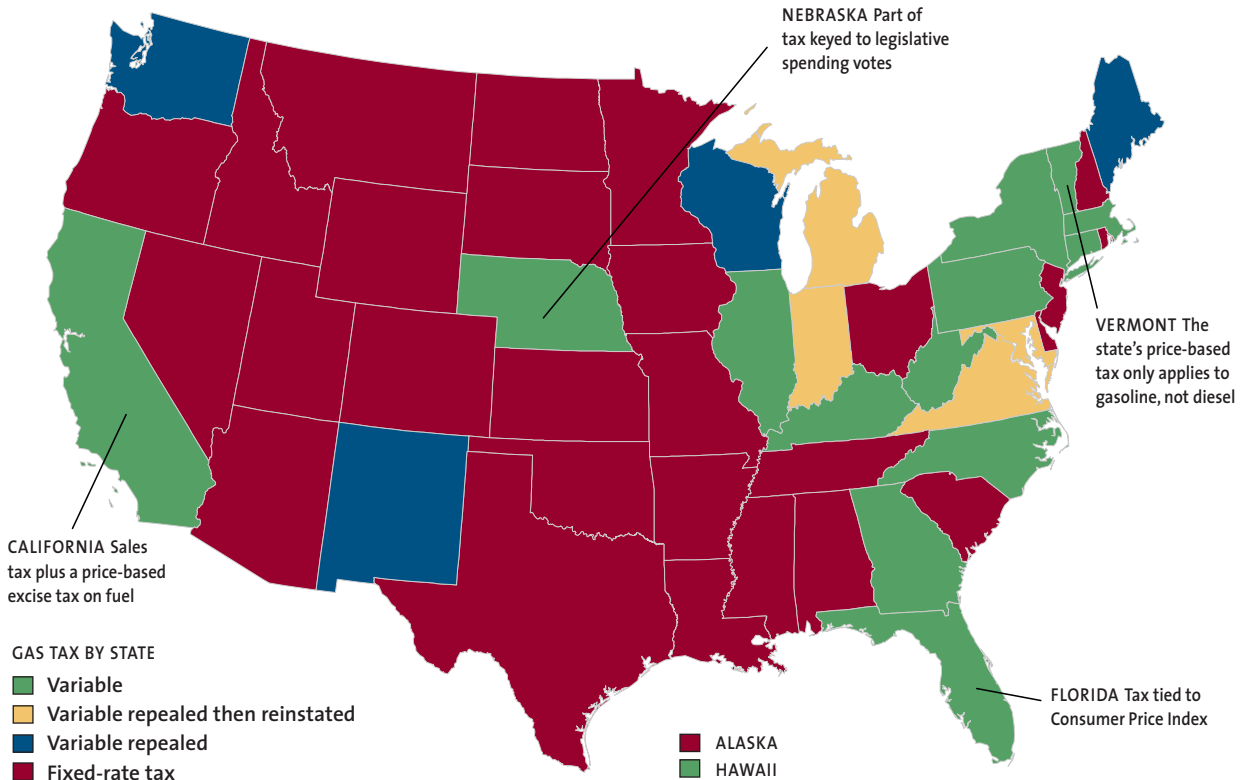 NEBRASKA Part of
tax keyed to legislative
spending votes
VERMONT The
state’s price-based
tax only applies to
gasoline, not diesel
CALIFORNIA Sales
tax plus a price-based
excise tax on fuel
FLORIDA Tax tied to
Consumer Price Index
GAS TAX BY STATE
Variable
Variable repealed then reinstated
Variable repealed
Fixed-rate tax
ALASKA
HAWAII